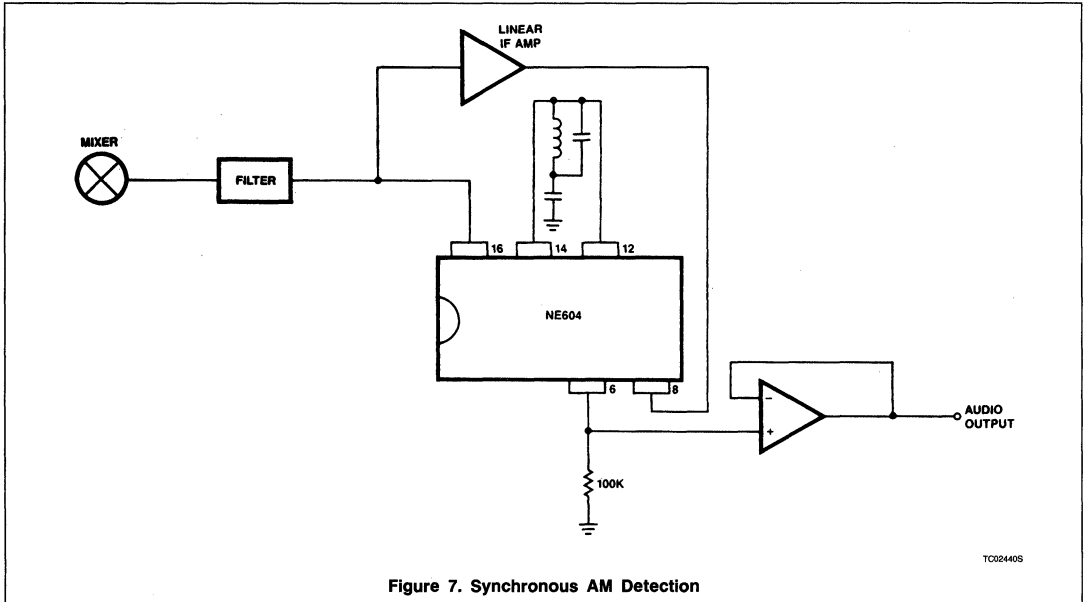 LINEAR
IF AMP
MIXER
FILTER
16
14
12
NE604
6
8
−
+
AUDIO
OUTPUT
100K
TC02440S
Figure 7. Synchronous AM Detection